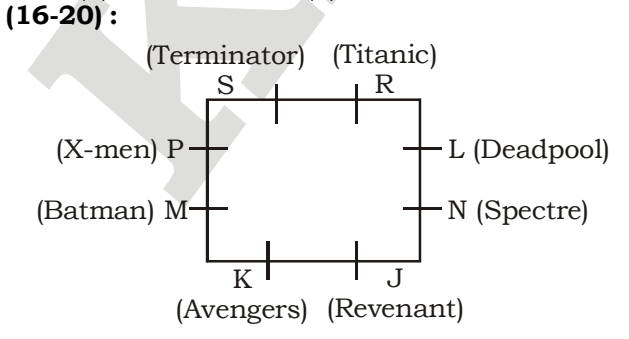 (16-20) :
(Terminator) (Titanic)
S R
(X-men) P L (Deadpool)
(Batman) M N (Spectre)
K J
(Avengers) (Revenant)